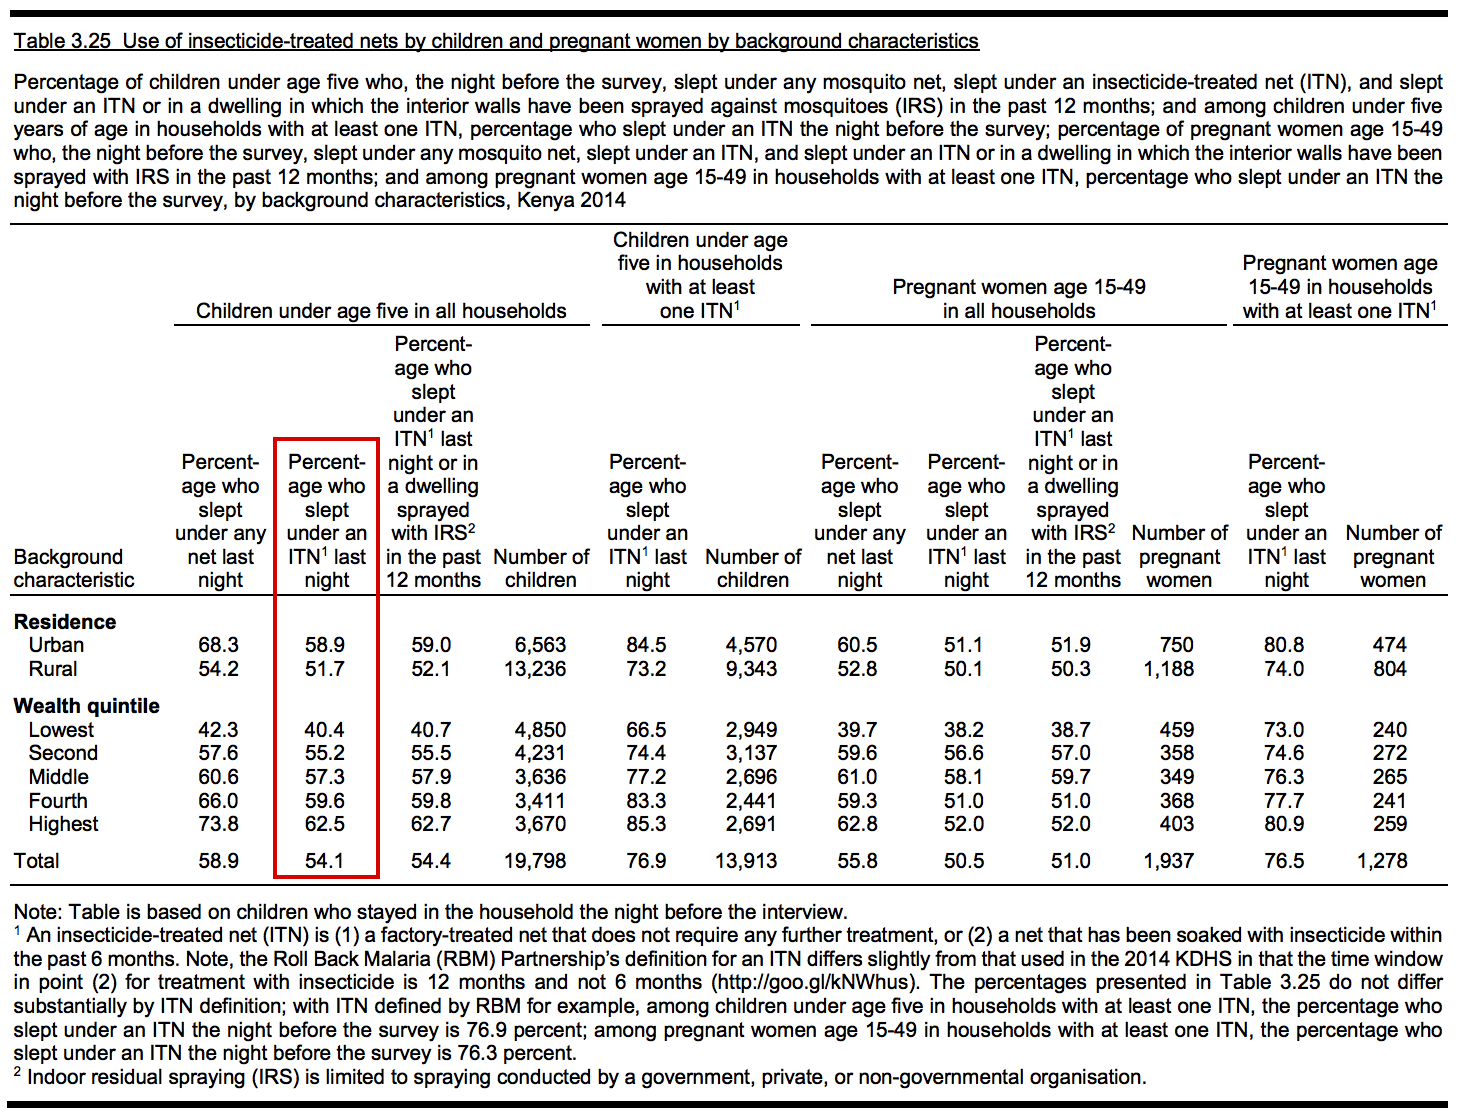 Table 3.25 Use of insecticide-treated nets by children and pregnant women by background characteristics
Percentage of children under age five who, the night before the survey, slept under any mosquito net, slept under an insecticide-treated net (ITN), and slept
under an ITN or in a dwelling in which the interior walls have been sprayed against mosquitoes (IRS) in the past 12 months; and among children under five
years of age in households with at least one ITN, percentage who slept under an ITN the night before the survey; percentage of pregnant women age 15-49
who, the night before the survey, slept under any mosquito net, slept under an ITN, and slept under an ITN or in a dwelling in which the interior walls have been
sprayed with IRS in the past 12 months; and among pregnant women age 15-49 in households with at least one ITN, percentage who slept under an ITN the
night before the survey, by background characteristics, Kenya 2014
Children under age five in all households
Children under age
five in households
with at least
one ITN¹
Pregnant women age 15-49
in all households
Pregnant women age
15-49 in households
with at least one ITN¹
Background
characteristic
Percent-
age who
slept
under any
net last
night
Percent-
age who
slept
under an
ITN¹ last
night
Percent-
age who
slept
under an
ITN¹ last
night or in
a dwelling
sprayed
with IRS²
in the past
12 months
Number of
children
Percent-
age who
slept
under an
ITN¹ last
night
Number of
children
Percent-
age who
slept
under any
net last
night
Percent-
age who
slept
under an
ITN¹ last
night
Percent-
age who
slept
under an
ITN¹ last
night or in
a dwelling
sprayed
with IRS²
in the past
12 months
Number of
pregnant
women
Percent-
age who
slept
under an
ITN¹ last
night
Number of
pregnant
women
Residence
Urban 68.3 58.9 59.0 6,563 84.5 4,570 60.5 51.1 51.9 750 80.8 474
Rural 54.2 51.7 52.1 13,236 73.2 9,343 52.8 50.1 50.3 1,188 74.0 804
Wealth quintile
Lowest 42.3 40.4 40.7 4,850 66.5 2,949 39.7 38.2 38.7 459 73.0 240
Second 57.6 55.2 55.5 4,231 74.4 3,137 59.6 56.6 57.0 358 74.6 272
Middle 60.6 57.3 57.9 3,636 77.2 2,696 61.0 58.1 59.7 349 76.3 265
Fourth 66.0 59.6 59.8 3,411 83.3 2,441 59.3 51.0 51.0 368 77.7 241
Highest 73.8 62.5 62.7 3,670 85.3 2,691 62.8 52.0 52.0 403 80.9 259
Total 58.9 54.1 54.4 19,798 76.9 13,913 55.8 50.5 51.0 1,937 76.5 1,278
Note: Table is based on children who stayed in the household the night before the interview.
¹ An insecticide-treated net (ITN) is (1) a factory-treated net that does not require any further treatment, or (2) a net that has been soaked with insecticide within
the past 6 months. Note, the Roll Back Malaria (RBM) Partnership's definition for an ITN differs slightly from that used in the 2014 KDHS in that the time window
in point (2) for treatment with insecticide is 12 months and not 6 months (http://goo.gl/kNWhus). The percentages presented in Table 3.25 do not differ
substantially by ITN definition; with ITN defined by RBM for example, among children under age five in households with at least one ITN, the percentage who
slept under an ITN the night before the survey is 76.9 percent; among pregnant women age 15-49 in households with at least one ITN, the percentage who
slept under an ITN the night before the survey is 76.3 percent.
² Indoor residual spraying (IRS) is limited to spraying conducted by a government, private, or non-governmental organisation.